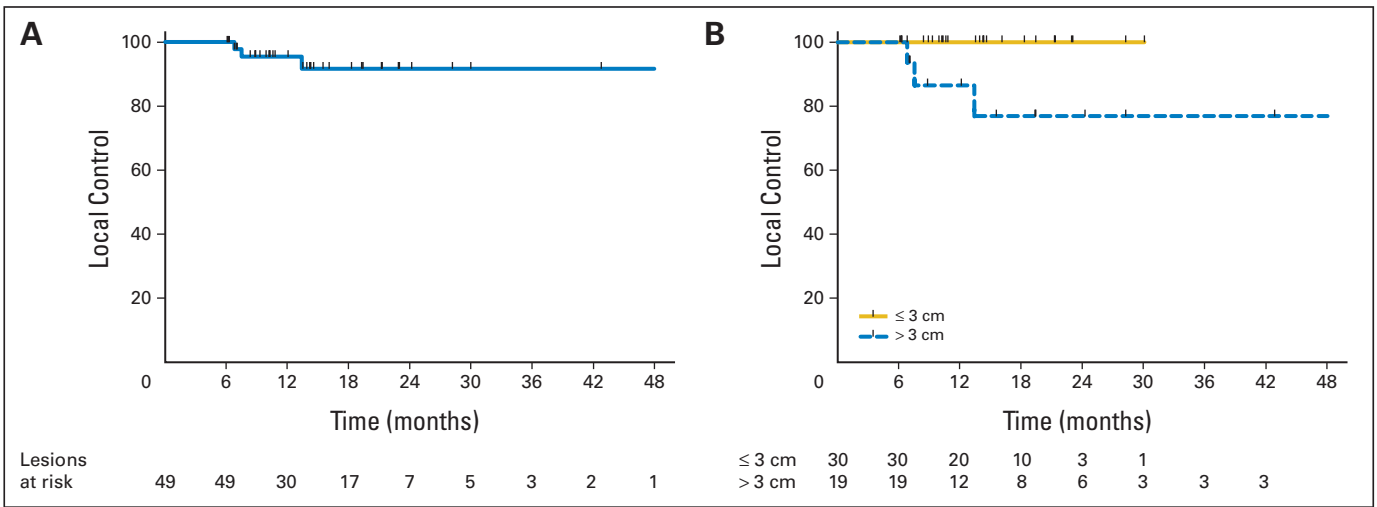 A
100
80
60
40
20
0
Local Control
6 12 18 24 30 36 42 48
Time (months)
Lesions
at risk 49 49 30 17 7 5 3 2 1
B
100
80
60
40
20
0
Local Control
≤ 3 cm
> 3 cm
6 12 18 24 30 36 42 48
Time (months)
≤ 3 cm 30 30 20 10 3 1
> 3 cm 19 19 12 8 6 3 3 3